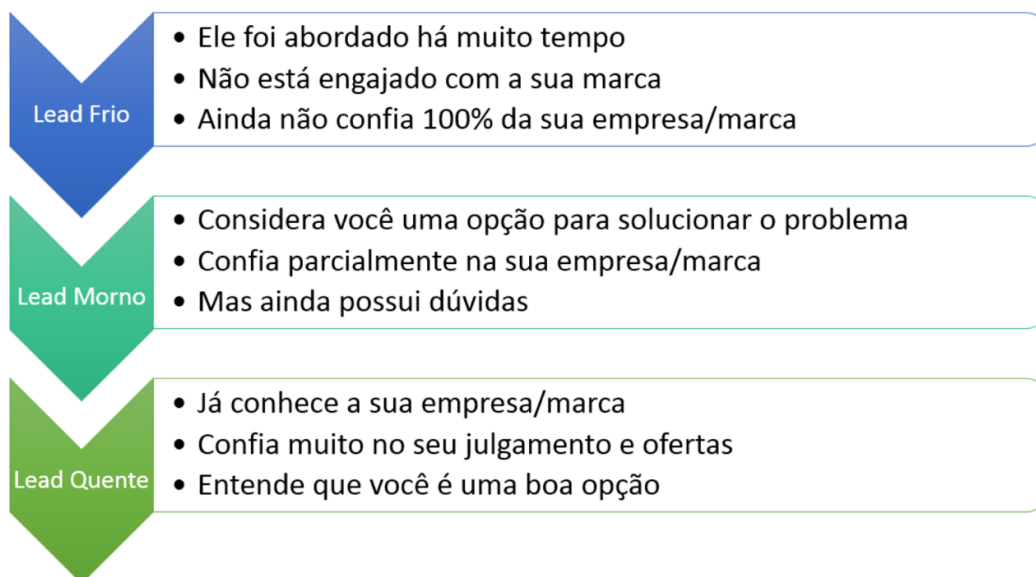 Lead Frio
• Ele foi abordado há muito tempo
• Não está engajado com a sua marca
• Ainda não confia 100% da sua empresa/marca
Lead Morno
• Considera você uma opção para solucionar o problema
• Confia parcialmente na sua empresa/marca
• Mas ainda possui dúvidas
Lead Quente
• Já conhece a sua empresa/marca
• Confia muito no seu julgamento e ofertas
• Entende que você é uma boa opção